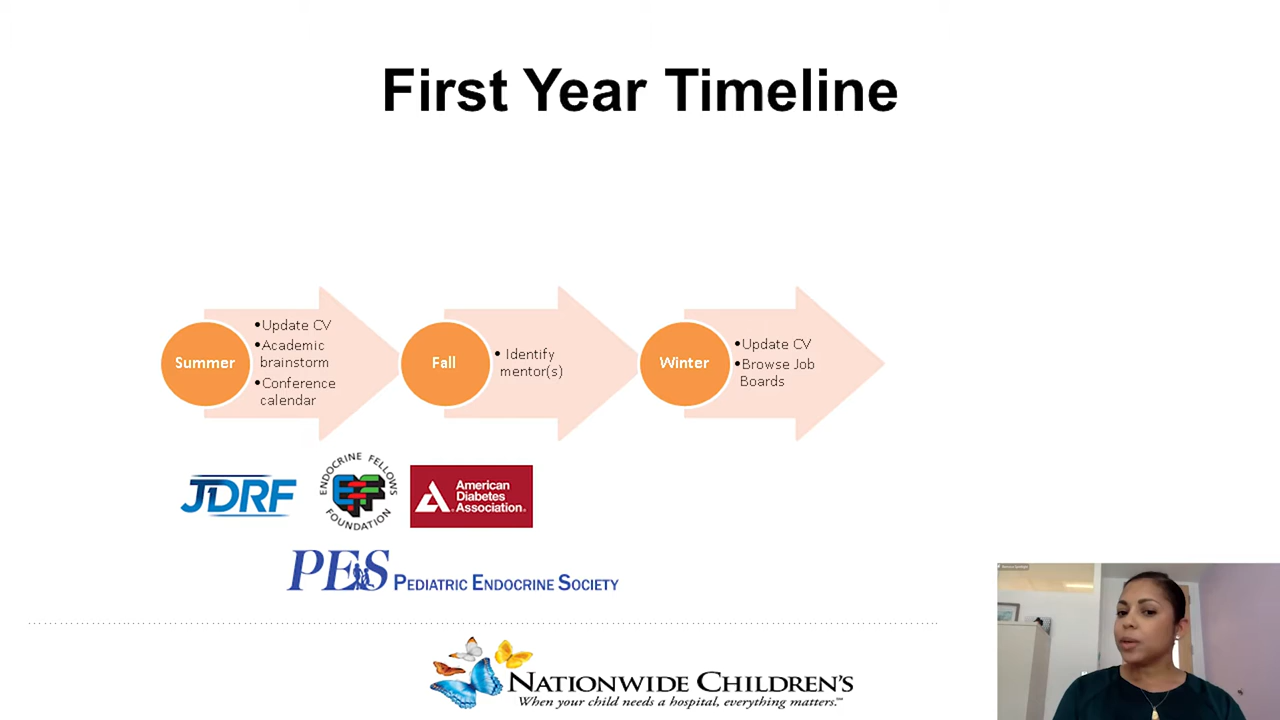 First Year Timeline
Summer
•Update CV
•Academic
brainstorm
•Conference
calendar
Fall
• Identify
mentor(s)
Winter
•Update CV
•Browse Job
Boards
JDRF
ENDOCRINE FELLOWS
FOUNDATION
EFF
American
Diabetes
Association®
PES PEDIATRIC ENDOCRINE SOCIETY
NATIONWIDE CHILDREN'S
When your child needs a hospital, everything matters.℠